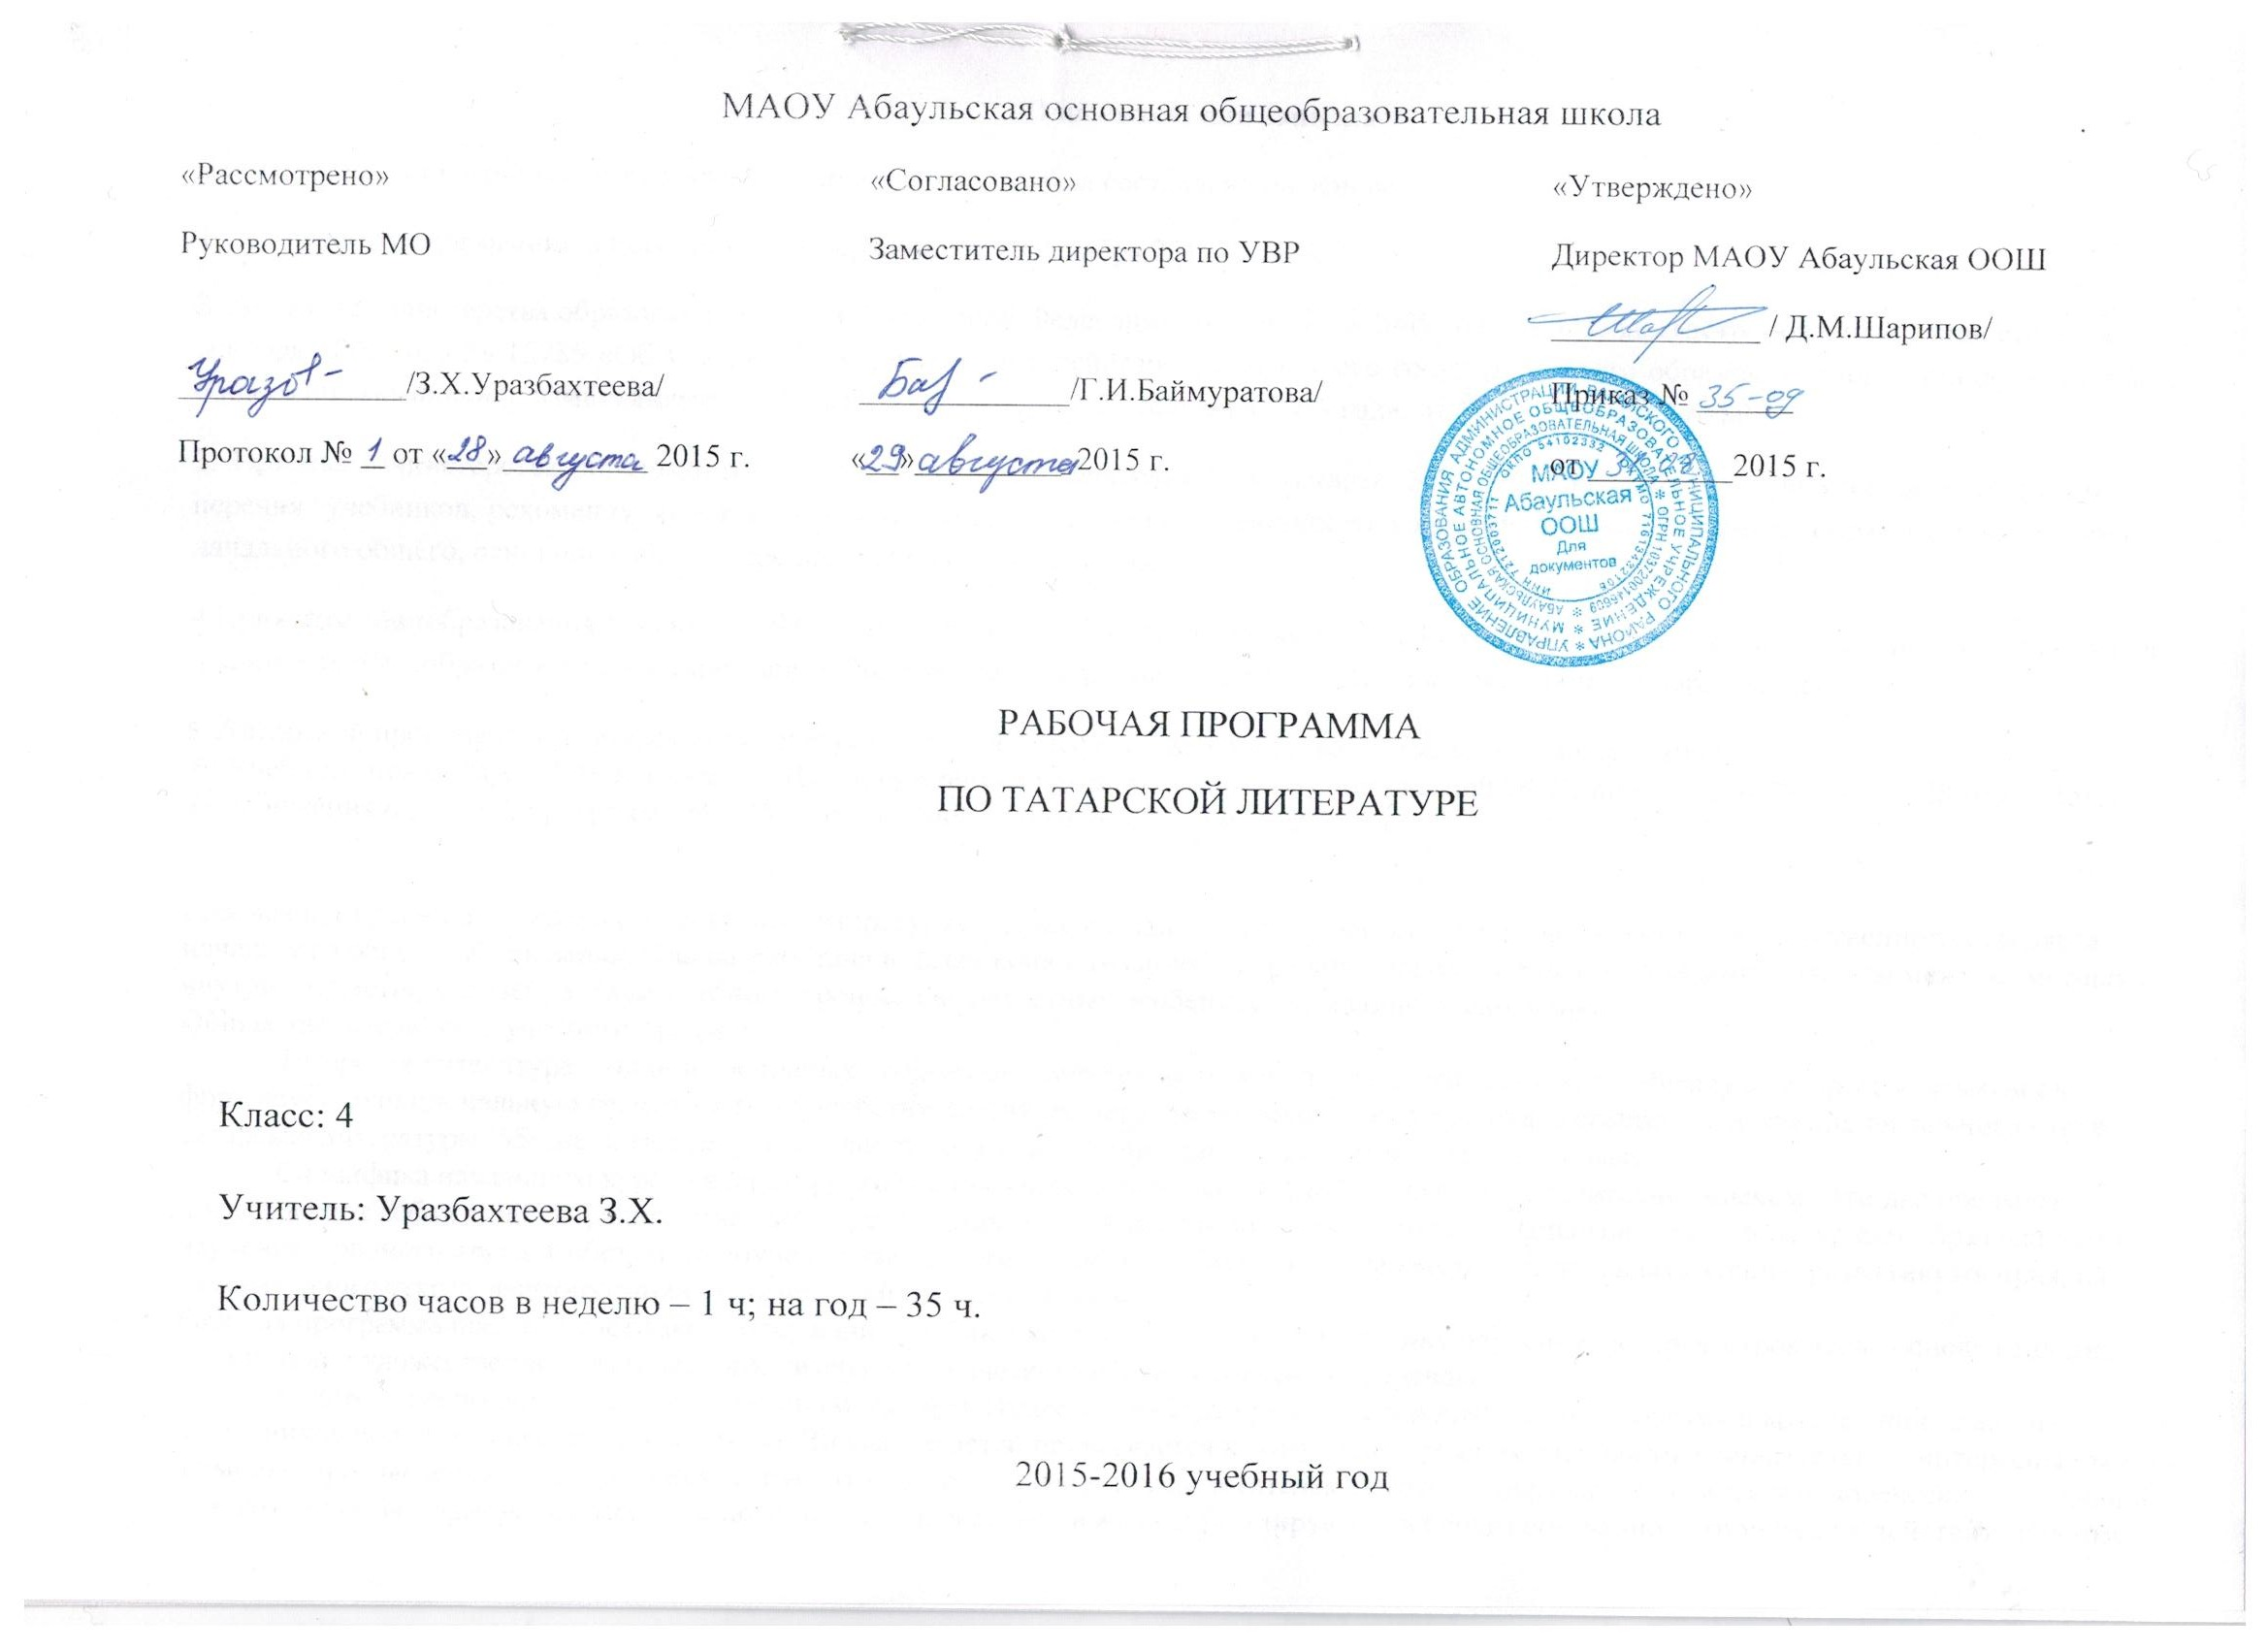 МАОУ Абаульская основная общеобразовательная школа
«Рассмотрено»
Руководитель МО
/З.Х.Уразбахтеева/
Протокол № 1 от «28» августа 2015 г.
«Согласовано»
Заместитель директора по УВР
/Г.И.Баймуратова/
«29» августа 2015 г.
«Утверждено»
Директор МАОУ Абаульская ООШ
/ Д.М.Шарипов/
Приказ № 35-од
от 2015 г.
МАОУ
Абаульская
ООШ
Для
документов
РАБОЧАЯ ПРОГРАММА
ПО ТАТАРСКОЙ ЛИТЕРАТУРЕ
Класс: 4
Учитель: Уразбахтеева З.Х.
Количество часов в неделю – 1 ч; на год – 35 ч.
2015-2016 учебный год